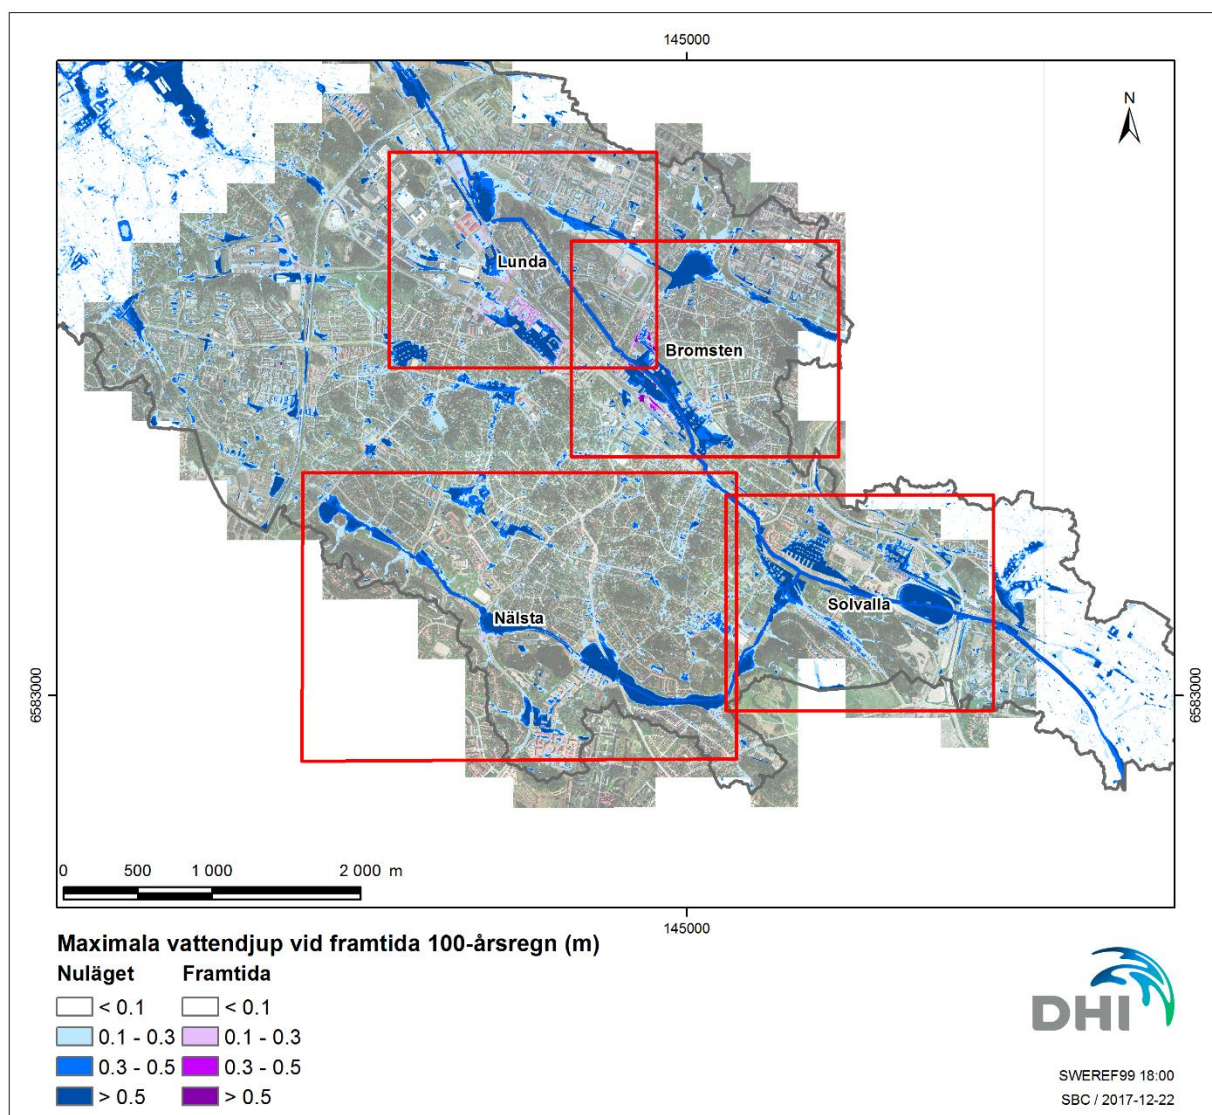 145000
N
Lunda
Bromsten
Nälsta
Solvalla
6583000
6583000
0 500 1 000 2 000 m
145000
Maximala vattendjup vid framtida 100-årsregn (m)
Nuläget Framtida
< 0.1 < 0.1
0.1 - 0.3 0.1 - 0.3
0.3 - 0.5 0.3 - 0.5
> 0.5 > 0.5
DHI
SWEREF99 18:00
SBC / 2017-12-22